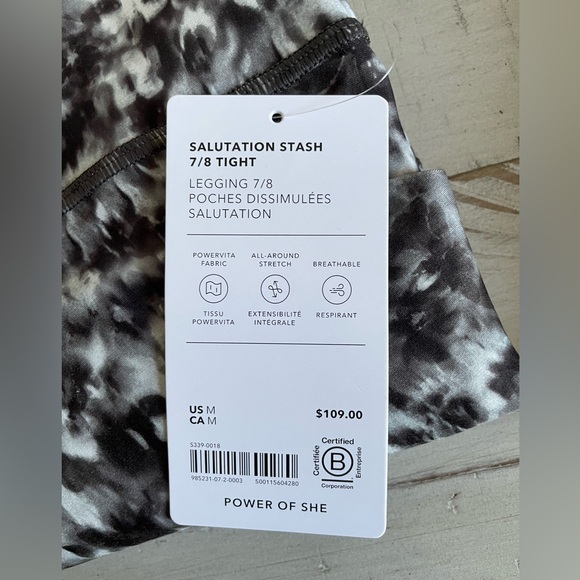 SALUTATION STASH
7/8 TIGHT
LEGGING 7/8
POCHES DISSIMULÉES
SALUTATION
POWERVITA
FABRIC
ALL-AROUND
STRETCH
BREATHABLE
TISSU
POWERVITA
EXTENSIBILITÉ
INTÉGRALE
RESPIRANT
US M
CA M
$109.00
S339-0018
985231-07-2-0003 500115604280
Certified
Certifiée
B
Entreprise
Corporation
POWER OF SHE